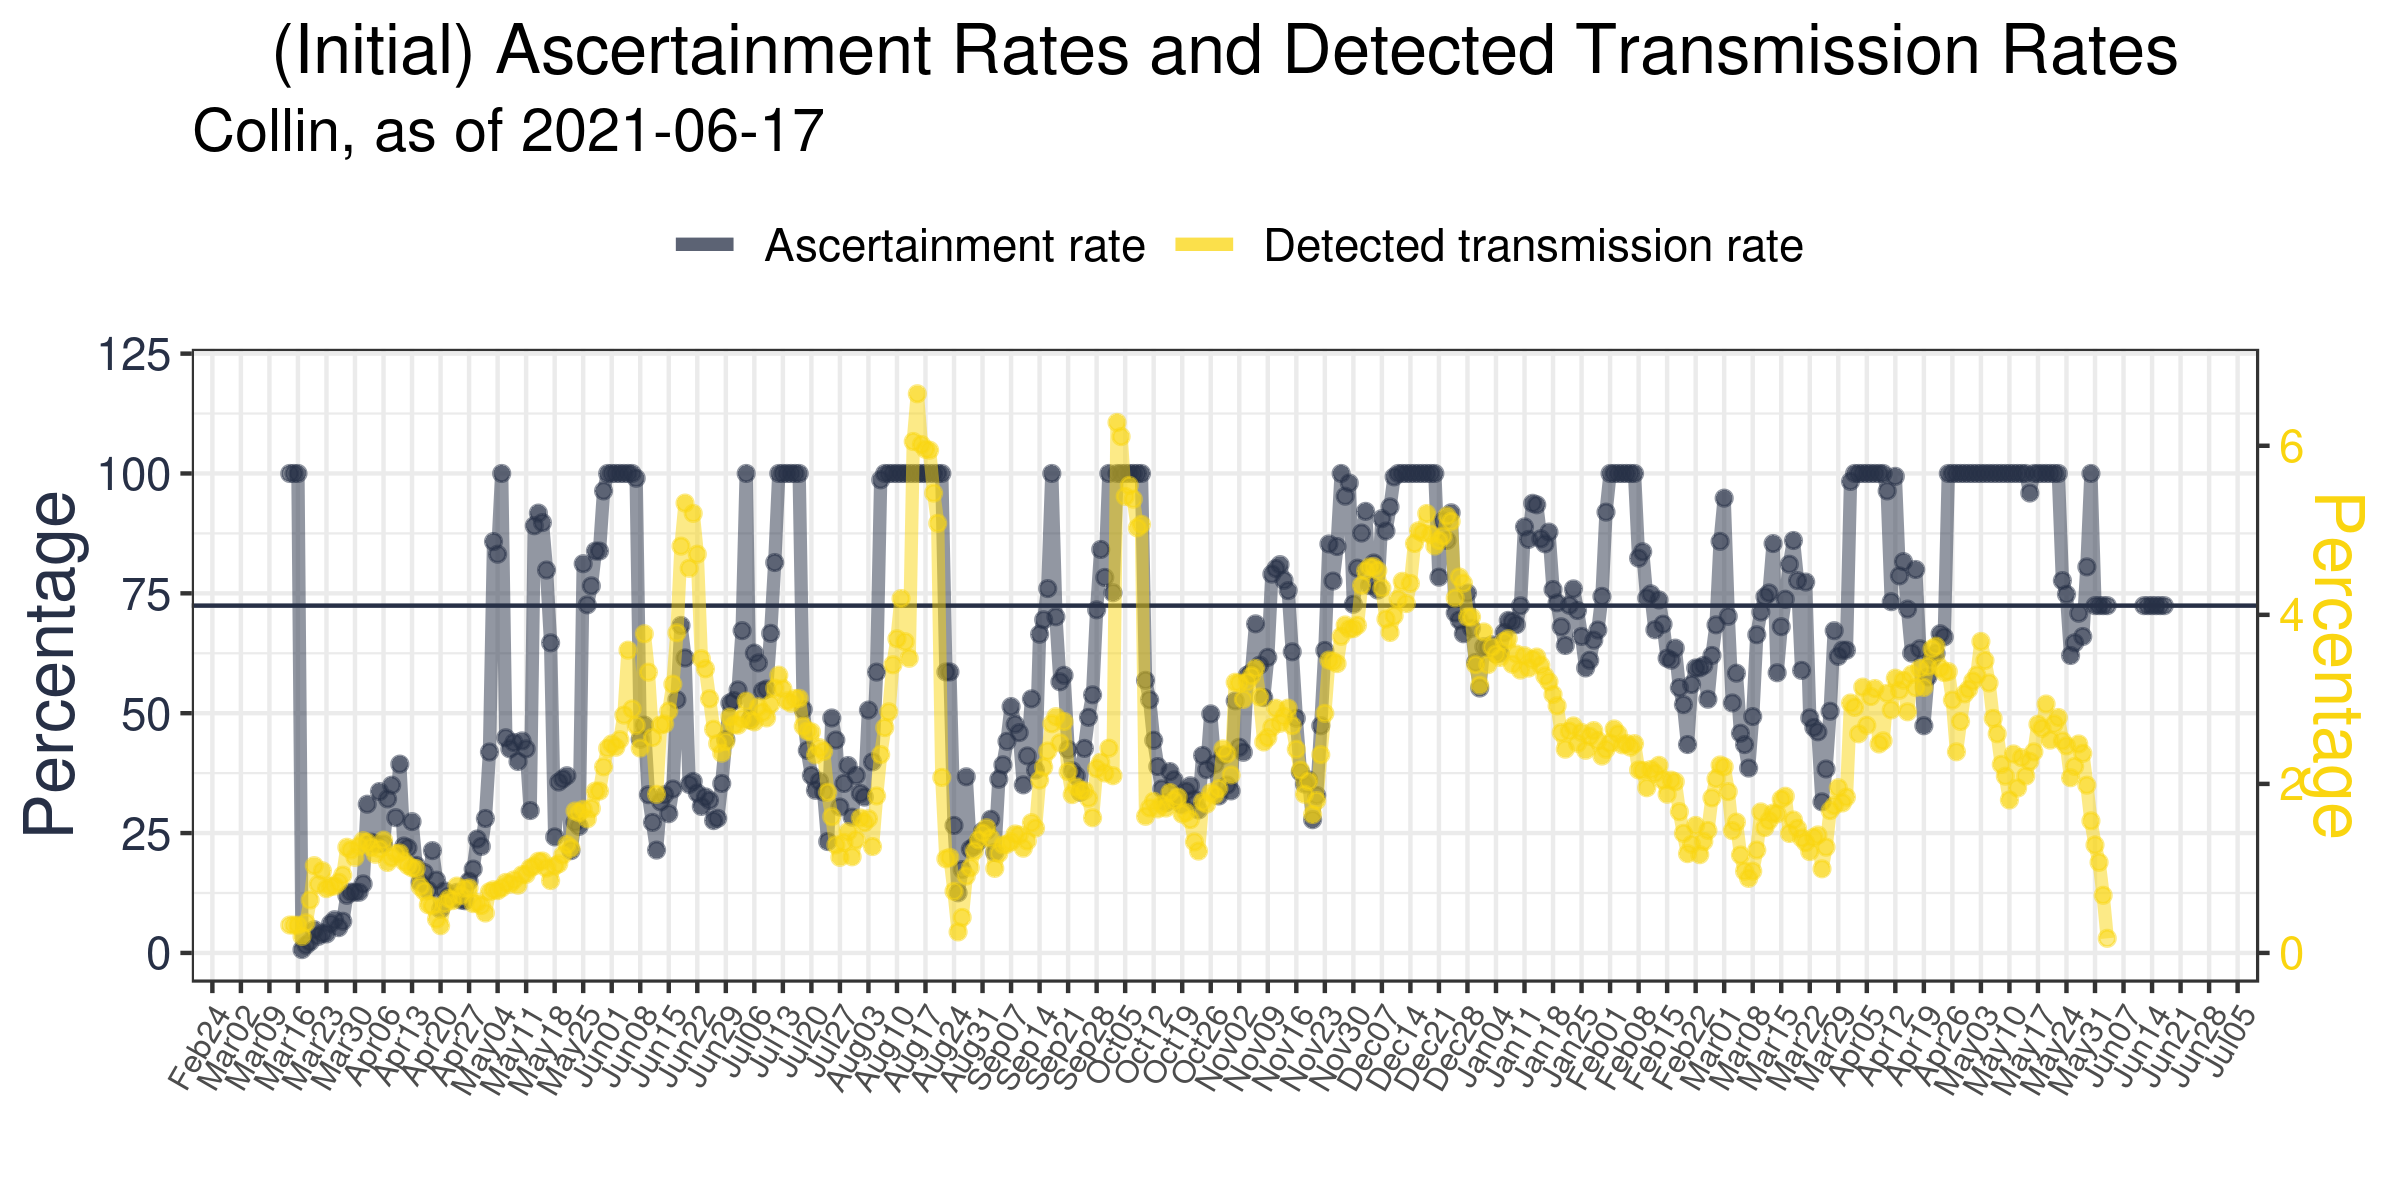 (Initial) Ascertainment Rates and Detected Transmission Rates
Collin, as of 2021-06-17
Ascertainment rate
Detected transmission rate
Percentage
125
100
75
50
25
0
6
4
2
0
Percentage
Feb24
Mar02
Mar09
Mar16
Mar23
Mar30
Apr06
Apr13
Apr20
Apr27
May04
May11
May18
May25
Jun01
Jun08
Jun15
Jun22
Jun29
Jul06
Jul13
Jul20
Jul27
Aug03
Aug10
Aug17
Aug24
Aug31
Sep07
Sep14
Sep21
Sep28
Oct05
Oct12
Oct19
Oct26
Nov02
Nov09
Nov16
Nov23
Nov30
Dec07
Dec14
Dec21
Dec28
Jan04
Jan11
Jan18
Jan25
Feb01
Feb08
Feb15
Feb22
Mar01
Mar08
Mar15
Mar22
Mar29
Apr05
Apr12
Apr19
Apr26
May03
May10
May17
May24
May31
Jun07
Jun14
Jun21
Jun28
Jul05